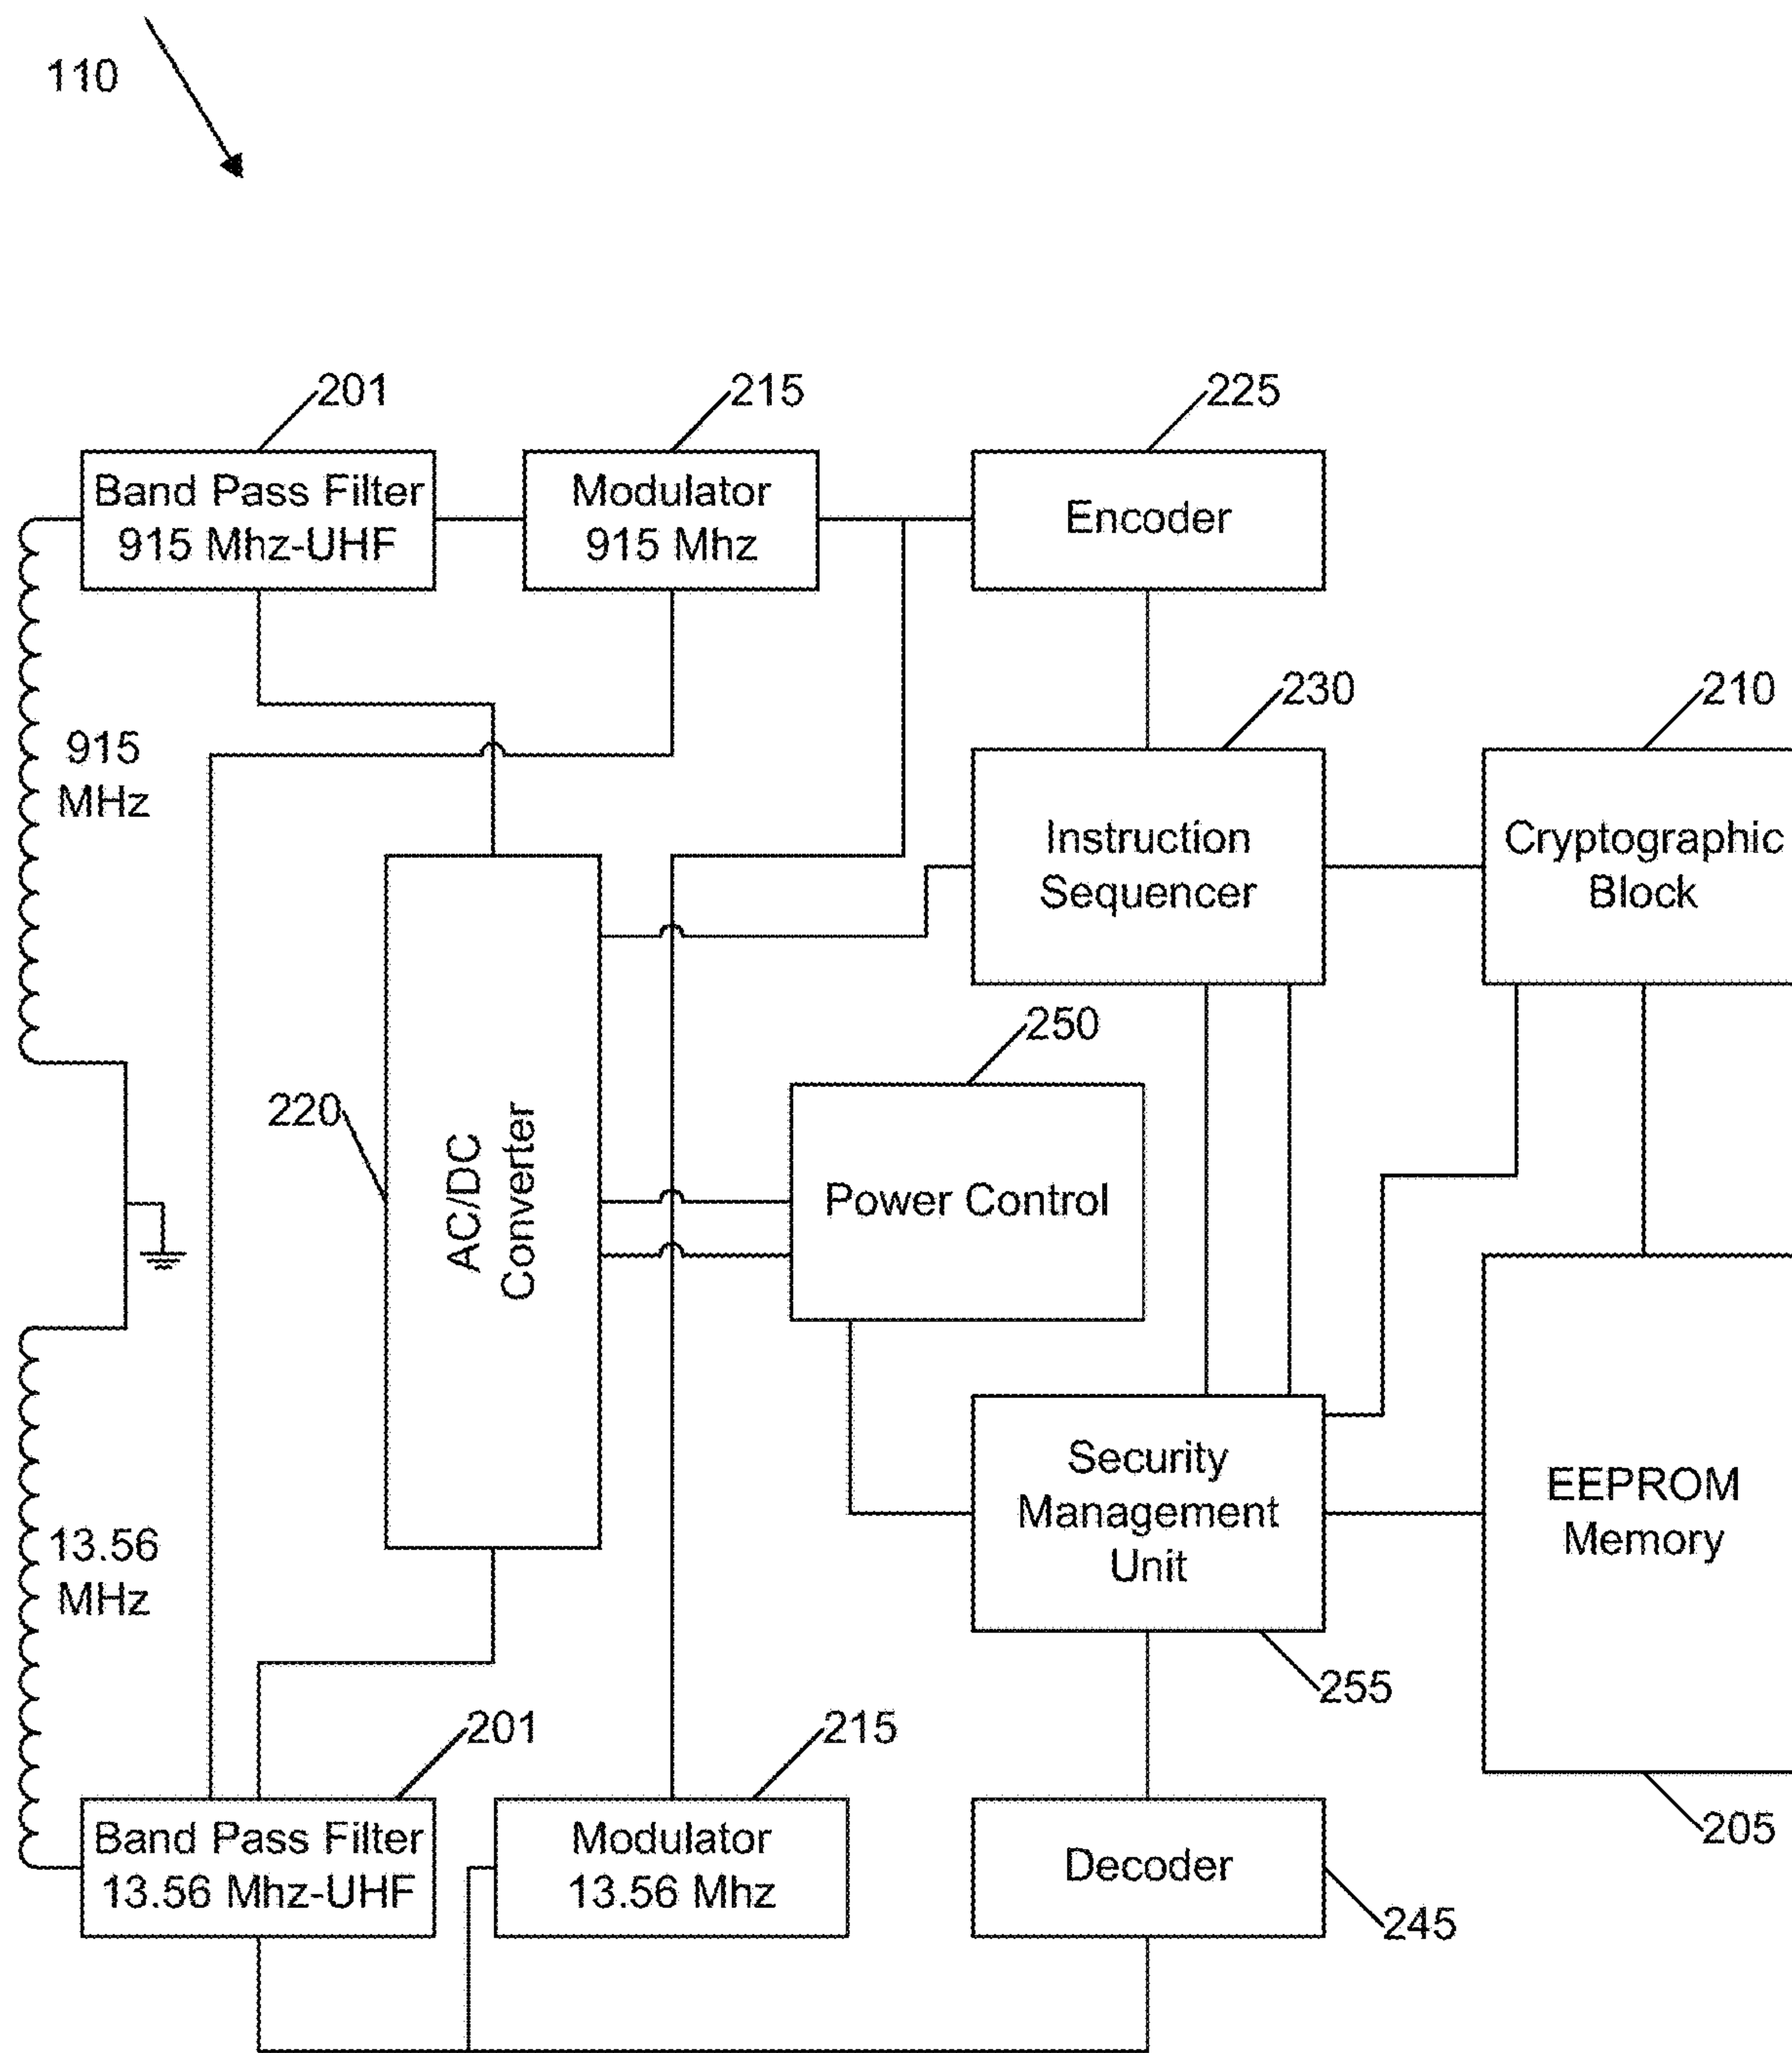 110
201
215
225
Band Pass Filter
915 Mhz-UHF
Modulator
915 Mhz
Encoder
230
210
915
MHz
Instruction
Sequencer
Cryptographic
Block
250
220
AC/DC
Converter
Power Control
Security
Management
Unit
EEPROM
Memory
13.56
MHz
255
201
215
205
Band Pass Filter
13.56 Mhz-UHF
Modulator
13.56 Mhz
Decoder
245